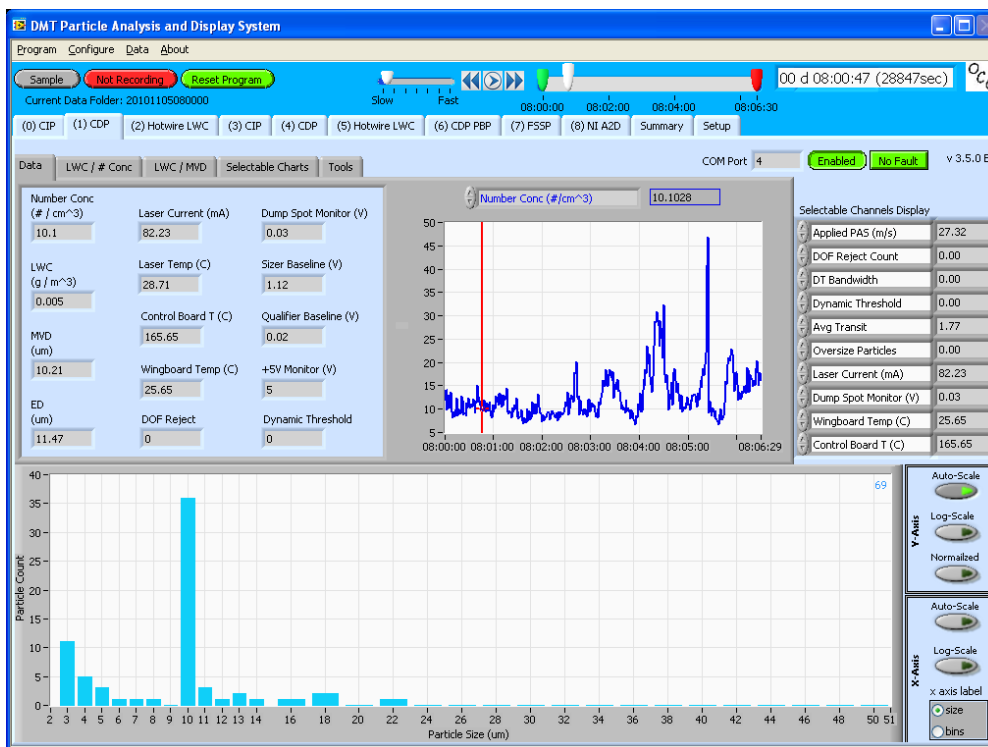 DMT Particle Analysis and Display System
Program Configure Data About
Sample Not Recording Reset Program
Current Data Folder: 20101105080000
Slow Fast
08:00:00 08:02:00 08:04:00 08:06:30
00 d 08:00:47 (28847sec)
(0) CIP (1) CDP (2) Hotwire LWC (3) CIP (4) CDP (5) Hotwire LWC (6) CDP PBP (7) FSSP (8) NI A2D Summary Setup
Data LWC / # Conc LWC / MVD Selectable Charts Tools
COM Port 4 Enabled No Fault v 3.5.0
Number Conc
(# / cm^3)
10.1
LWC
(g / m^3)
0.005
MVD
(um)
10.21
ED
(um)
11.47
Laser Current (mA)
82.23
Laser Temp (C)
28.71
Control Board T (C)
165.65
Wingboard Temp (C)
25.65
DOF Reject
0
Dump Spot Monitor (V)
0.03
Sizer Baseline (V)
1.12
Qualifier Baseline (V)
0.02
+5V Monitor (V)
5
Dynamic Threshold
0
Number Conc (#/cm^3) 10.1028
50
45
40
35
30
25
20
15
10
5
08:00:00 08:01:00 08:02:00 08:03:00 08:04:00 08:05:00 08:06:29
Selectable Channels Display
Applied PAS (m/s) 27.32
DOF Reject Count 0.00
DT Bandwidth 0.00
Dynamic Threshold 0.00
Avg Transit 1.77
Oversize Particles 0.00
Laser Current (mA) 82.23
Dump Spot Monitor (V) 0.03
Wingboard Temp (C) 25.65
Control Board T (C) 165.65
69
Particle Count
40
35
30
25
20
15
10
5
0
2 3 4 5 6 7 8 9 10 11 12 13 14 16 18 20 22 24 26 28 30 32 34 36 38 40 42 44 46 48 50 51
Particle Size (um)
Y-Axis
Auto-Scale
Log-Scale
Normailzed
X-Axis
Auto-Scale
Log-Scale
x axis label
size
bins